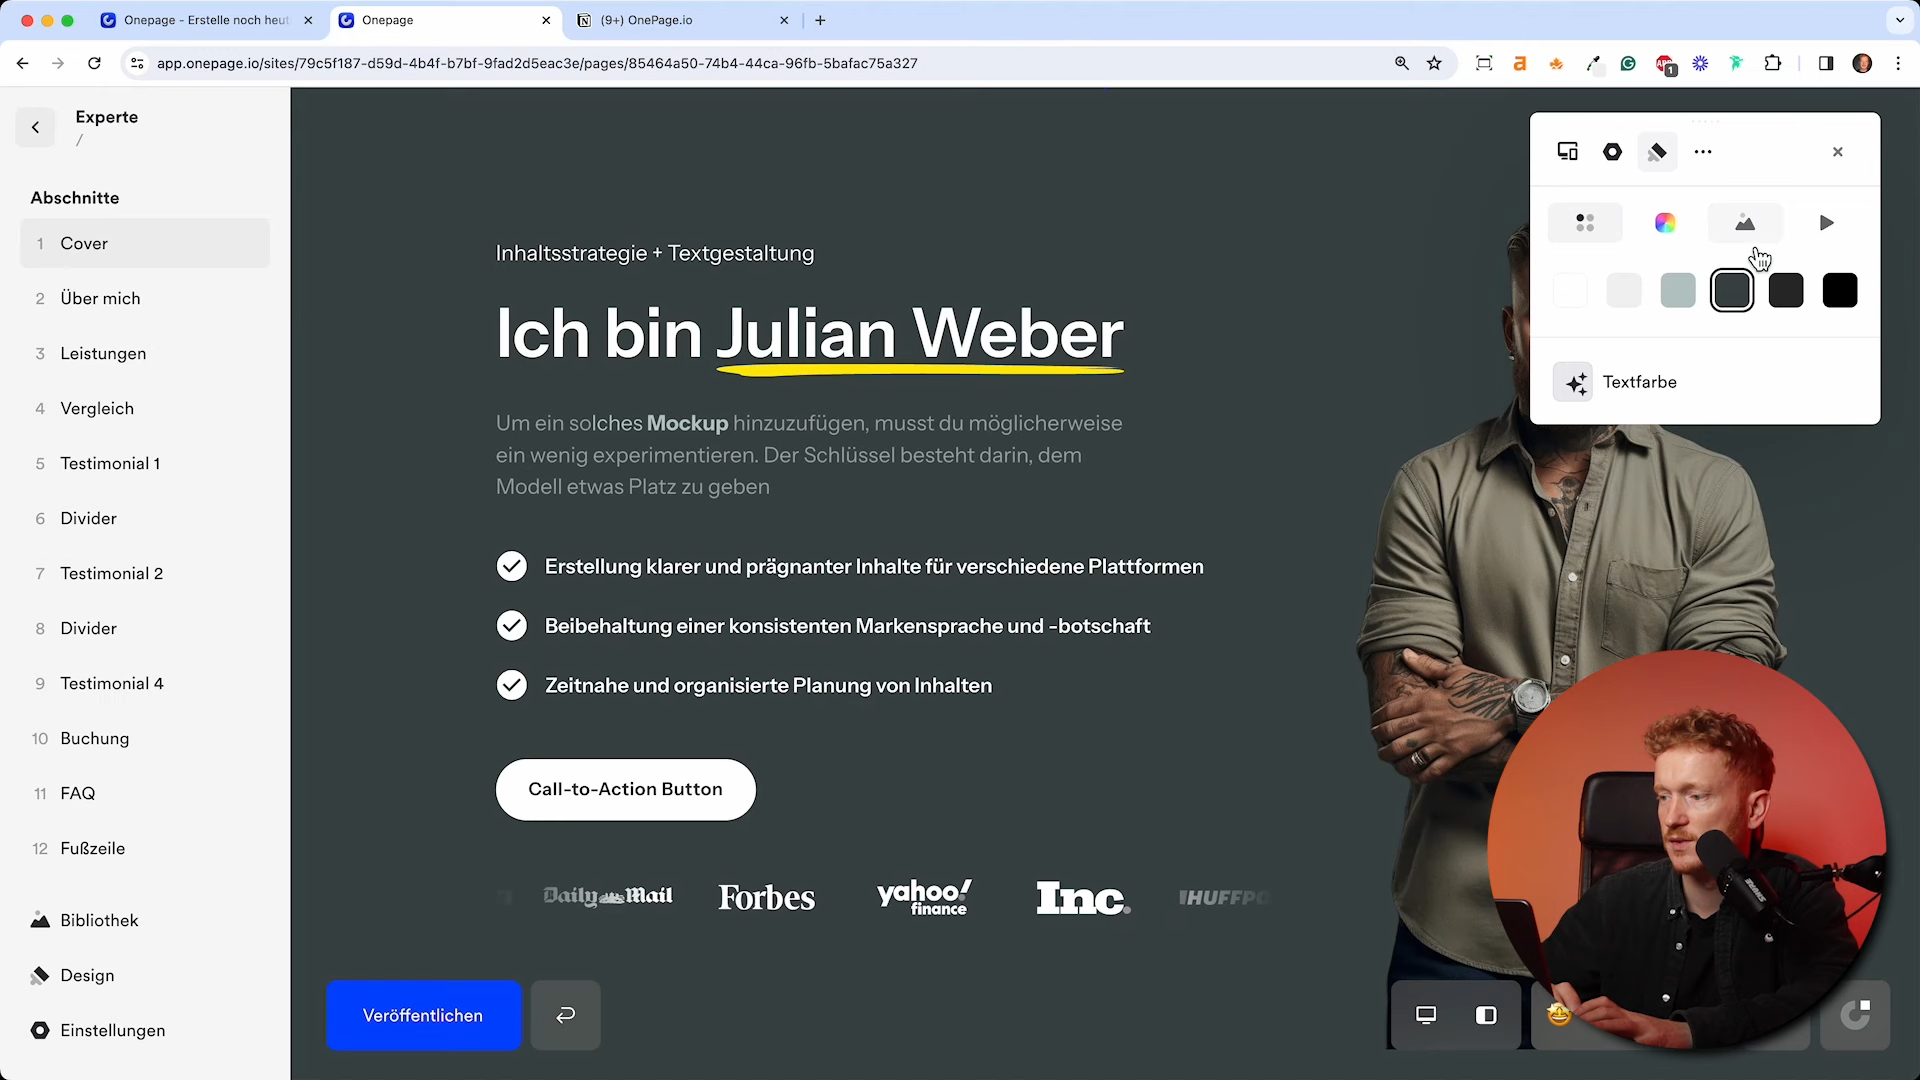 Onepage - Erstelle noch heut
Onepage
(9+) OnePage.io
app.onepage.io/sites/79c5f187-d59d-4b4f-b7bf-9fad2d5eac3e/pages/85464a50-74b4-44ca-96fb-5bafac75a327
1
Experte
/
Abschnitte
1 Cover
2 Über mich
3 Leistungen
4 Vergleich
5 Testimonial 1
6 Divider
7 Testimonial 2
8 Divider
9 Testimonial 4
10 Buchung
11 FAQ
12 Fußzeile
Bibliothek
Design
Einstellungen
Inhaltsstrategie + Textgestaltung
Ich bin Julian Weber
Um ein solches Mockup hinzuzufügen, musst du möglicherweise
ein wenig experimentieren. Der Schlüssel besteht darin, dem
Modell etwas Platz zu geben
Erstellung klarer und prägnanter Inhalte für verschiedene Plattformen
Beibehaltung einer konsistenten Markensprache und -botschaft
Zeitnahe und organisierte Planung von Inhalten
Call-to-Action Button
Daily Mail
Forbes
yahoo!
finance
Inc.
HUFFPO
Veröffentlichen
Textfarbe